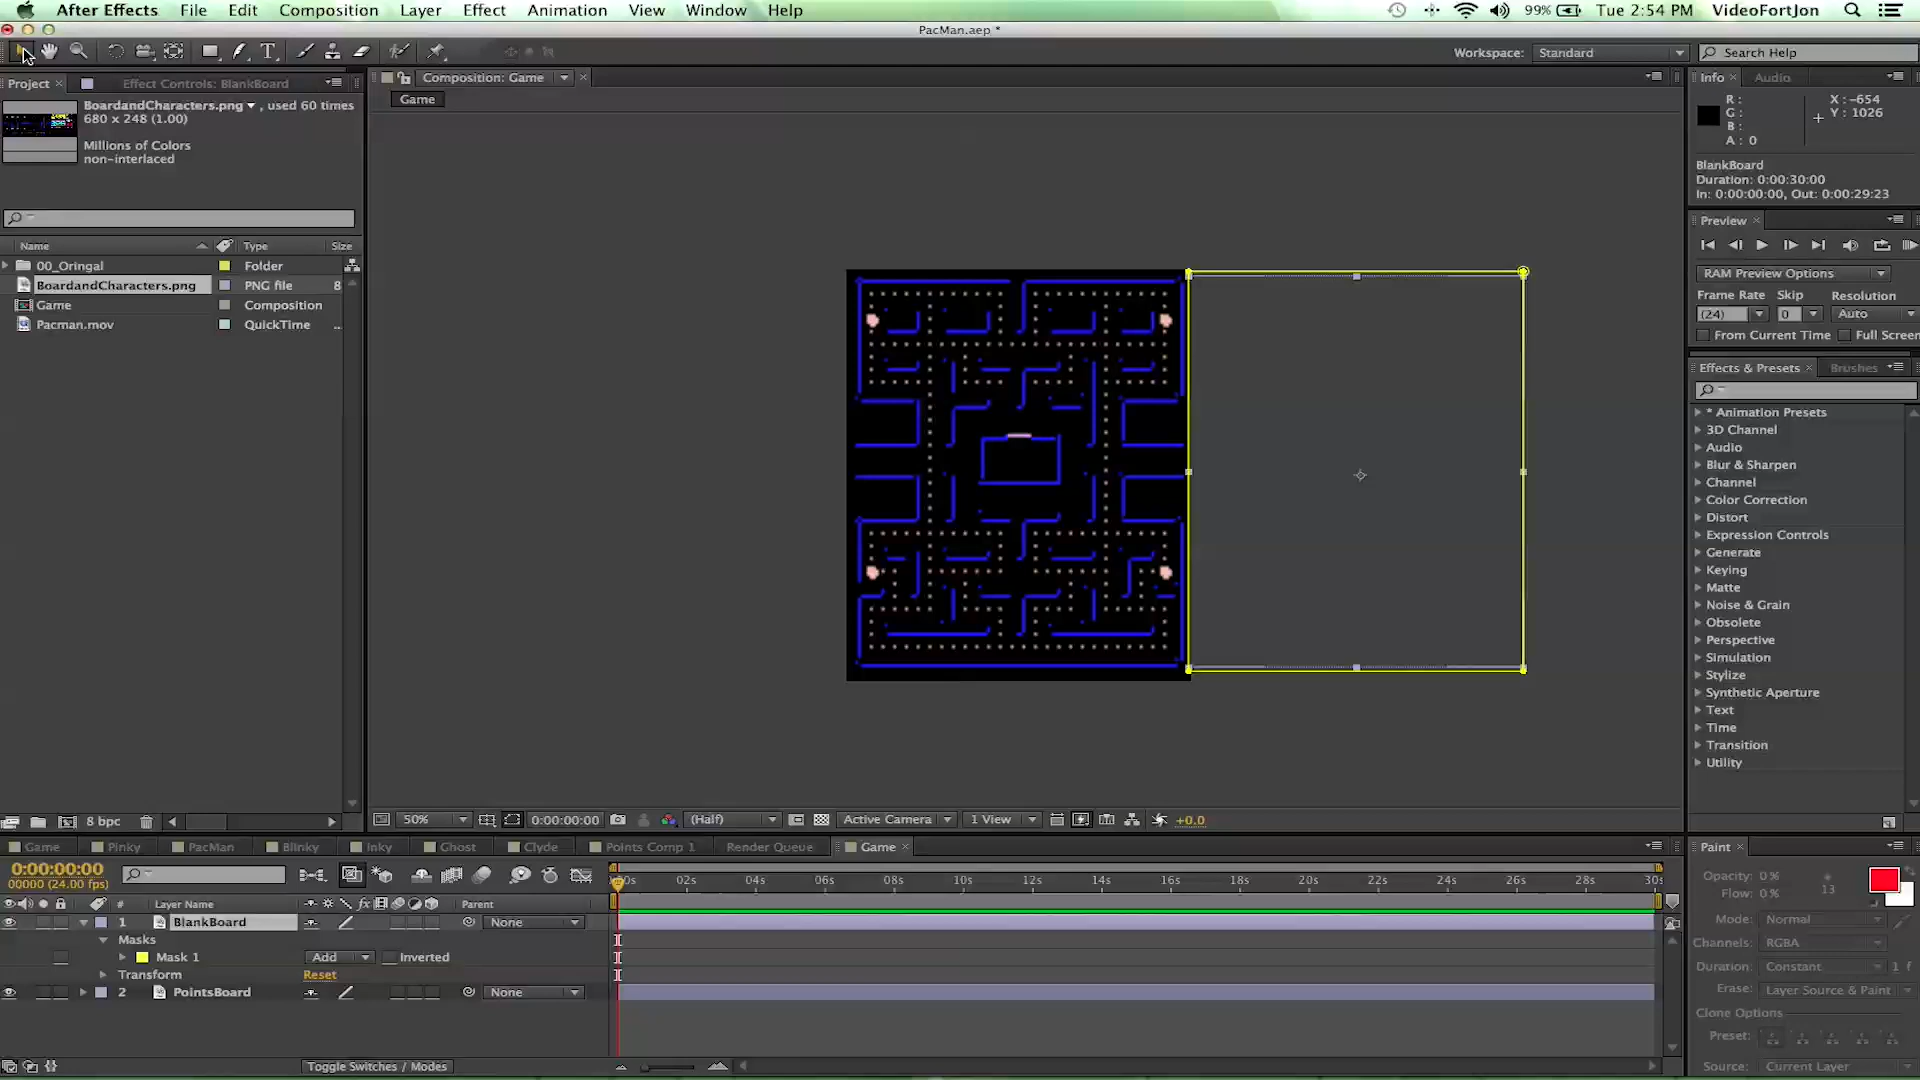 After Effects File Edit Composition Layer Effect Animation View Window Help 99% Tue 2:54 PM VideoFortJon
PacMan.aep *
Workspace: Standard Search Help
Project Effect Controls: BlankBoard
BoardandCharacters.png , used 60 times
680 x 248 (1.00)
Millions of Colors
non-interlaced
Name Type Size
00_Oringal Folder
BoardandCharacters.png PNG file 8
Game Composition
Pacman.mov QuickTime ..
8 bpc
Composition: Game
Game
50% 0:00:00:00 (Half) Active Camera 1 View +0.0
Info Audio
R : X : -654
G : Y : 1026
B :
A : 0
BlankBoard
Duration: 0:00:30:00
In: 0:00:00:00, Out: 0:00:29:23
Preview
RAM Preview Options
Frame Rate Skip Resolution
(24) 0 Auto
From Current Time Full Screen
Effects & Presets Brushes
* Animation Presets
3D Channel
Audio
Blur & Sharpen
Channel
Color Correction
Distort
Expression Controls
Generate
Keying
Matte
Noise & Grain
Obsolete
Perspective
Simulation
Stylize
Synthetic Aperture
Text
Time
Transition
Utility
Game Pinky PacMan Blinky Inky Ghost Clyde Points Comp 1 Render Queue Game
0:00:00:00
00000 (24.00 fps)
00s 02s 04s 06s 08s 10s 12s 14s 16s 18s 20s 22s 24s 26s 28s 30s
# Layer Name fx Parent
1 BlankBoard None
Masks
Mask 1 Add Inverted
Transform Reset
2 PointsBoard None
Toggle Switches / Modes
Paint
Opacity: 0 %
Flow: 0 % 13
Mode: Normal
Channels: RGBA
Duration: Constant 1 f
Erase: Layer Source & Paint
Clone Options
Preset:
Source: Current Layer